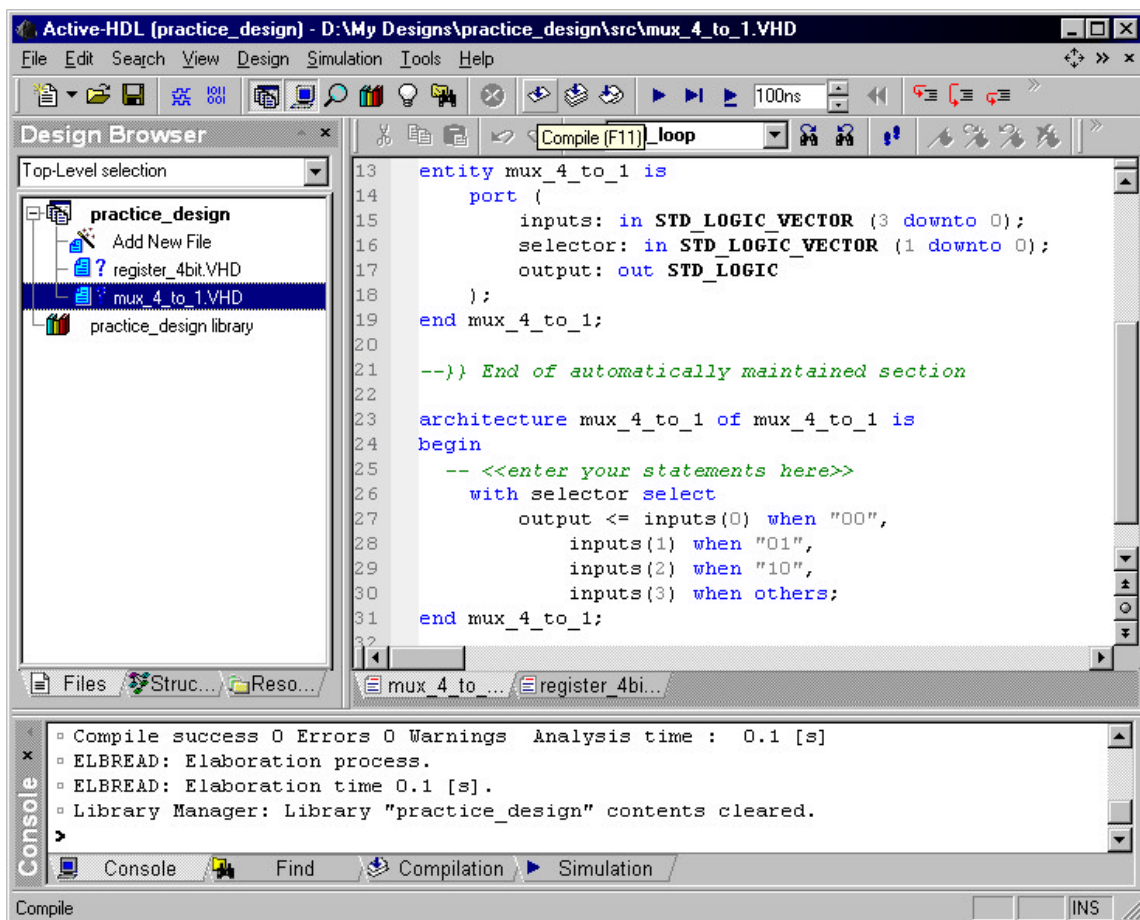 Active-HDL (practice_design) - D:\My Designs\practice_design\src\mux_4_to_1.VHD
File Edit Search View Design Simulation Tools Help
100ns
Design Browser
Compile (F11) _loop
Top-Level selection
practice_design
Add New File
? register_4bit.VHD
? mux_4_to_1.VHD
practice_design library
13 entity mux_4_to_1 is
14 port (
15 inputs: in STD_LOGIC_VECTOR (3 downto 0);
16 selector: in STD_LOGIC_VECTOR (1 downto 0);
17 output: out STD_LOGIC
18 );
19 end mux_4_to_1;
20
21 --}} End of automatically maintained section
22
23 architecture mux_4_to_1 of mux_4_to_1 is
24 begin
25 -- <<enter your statements here>>
26 with selector select
27 output <= inputs(0) when "00",
28 inputs(1) when "01",
29 inputs(2) when "10",
30 inputs(3) when others;
31 end mux_4_to_1;
32
Files Struc... Reso...
mux_4_to_... register_4bi...
Compile success 0 Errors 0 Warnings Analysis time : 0.1 [s]
ELBREAD: Elaboration process.
ELBREAD: Elaboration time 0.1 [s].
Library Manager: Library "practice_design" contents cleared.
>
Console
Console Find Compilation Simulation
Compile INS